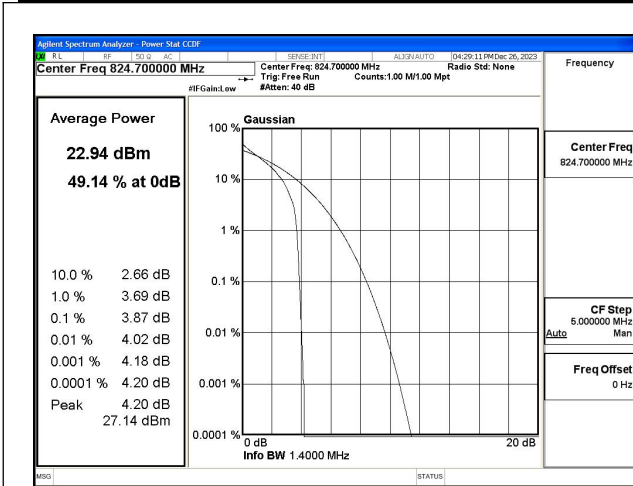 Agilent Spectrum Analyzer - Power Stat CCDF
RL RF 50 Ω AC SENSE:INT ALIGN AUTO 04:29:11 PM Dec 26, 2023
Center Freq 824.700000 MHz
Center Freq: 824.700000 MHz Radio Std: None
Trig: Free Run Counts:1.00 M/1.00 Mpt
#IFGain:Low #Atten: 40 dB
Frequency
Average Power
22.94 dBm
49.14 % at 0dB
10.0 % 2.66 dB
1.0 % 3.69 dB
0.1 % 3.87 dB
0.01 % 4.02 dB
0.001 % 4.18 dB
0.0001 % 4.20 dB
Peak 4.20 dB
27.14 dBm
Gaussian
100 %
10 %
1 %
0.1 %
0.01 %
0.001 %
0.0001 %
0 dB 20 dB
Info BW 1.4000 MHz
Center Freq
824.700000 MHz
CF Step
5.000000 MHz
Auto Man
Freq Offset
0 Hz
MSG STATUS